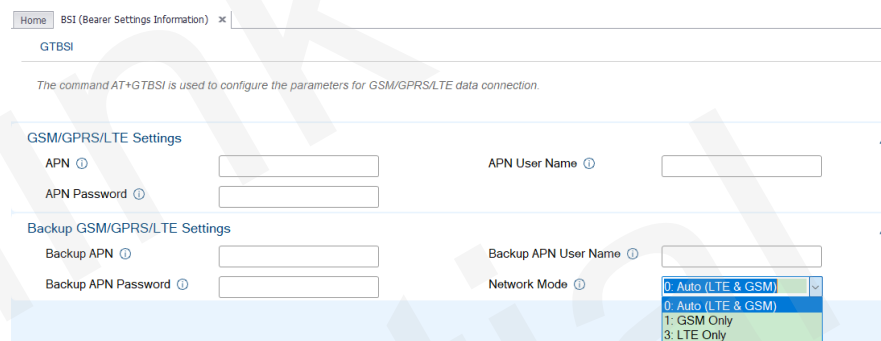 Home BSI (Bearer Settings Information) ×
GTBSI
The command AT+GTBSI is used to configure the parameters for GSM/GPRS/LTE data connection.
GSM/GPRS/LTE Settings
APN APN User Name
APN Password
Backup GSM/GPRS/LTE Settings
Backup APN Backup APN User Name
Backup APN Password Network Mode 0: Auto (LTE & GSM)
0: Auto (LTE & GSM)
1: GSM Only
3: LTE Only